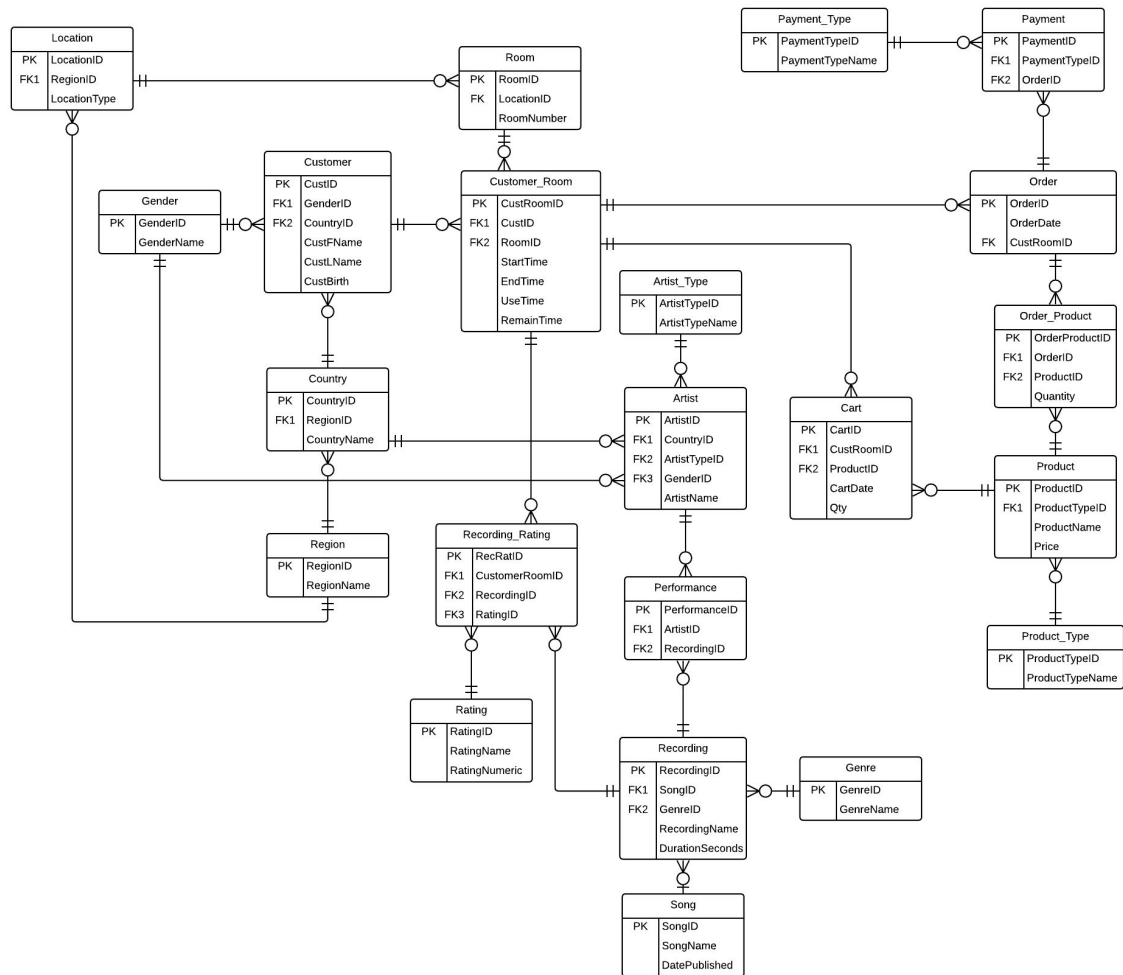 Location
PK LocationID
FK1 RegionID
LocationType
Room
PK RoomID
FK LocationID
RoomNumber
Payment_Type
PK PaymentTypeID
PaymentTypeName
Payment
PK PaymentID
FK1 PaymentTypeID
FK2 OrderID
Gender
PK GenderID
GenderName
Customer
PK CustID
FK1 GenderID
FK2 CountryID
CustFName
CustLName
CustBirth
Customer_Room
PK CustRoomID
FK1 CustID
FK2 RoomID
StartTime
EndTime
UseTime
RemainTime
Order
PK OrderID
OrderDate
FK CustRoomID
Artist_Type
PK ArtistTypeID
ArtistTypeName
Order_Product
PK OrderProductID
FK1 OrderID
FK2 ProductID
Quantity
Country
PK CountryID
FK1 RegionID
CountryName
Artist
PK ArtistID
FK1 CountryID
FK2 ArtistTypeID
FK3 GenderID
ArtistName
Cart
PK CartID
FK1 CustRoomID
FK2 ProductID
CartDate
Qty
Product
PK ProductID
FK1 ProductTypeID
ProductName
Price
Region
PK RegionID
RegionName
Recording_Rating
PK RecRatID
FK1 CustomerRoomID
FK2 RecordingID
FK3 RatingID
Performance
PK PerformanceID
FK1 ArtistID
FK2 RecordingID
Product_Type
PK ProductTypeID
ProductTypeName
Rating
PK RatingID
RatingName
RatingNumeric
Recording
PK RecordingID
FK1 SongID
FK2 GenreID
RecordingName
DurationSeconds
Genre
PK GenreID
GenreName
Song
PK SongID
SongName
DatePublished